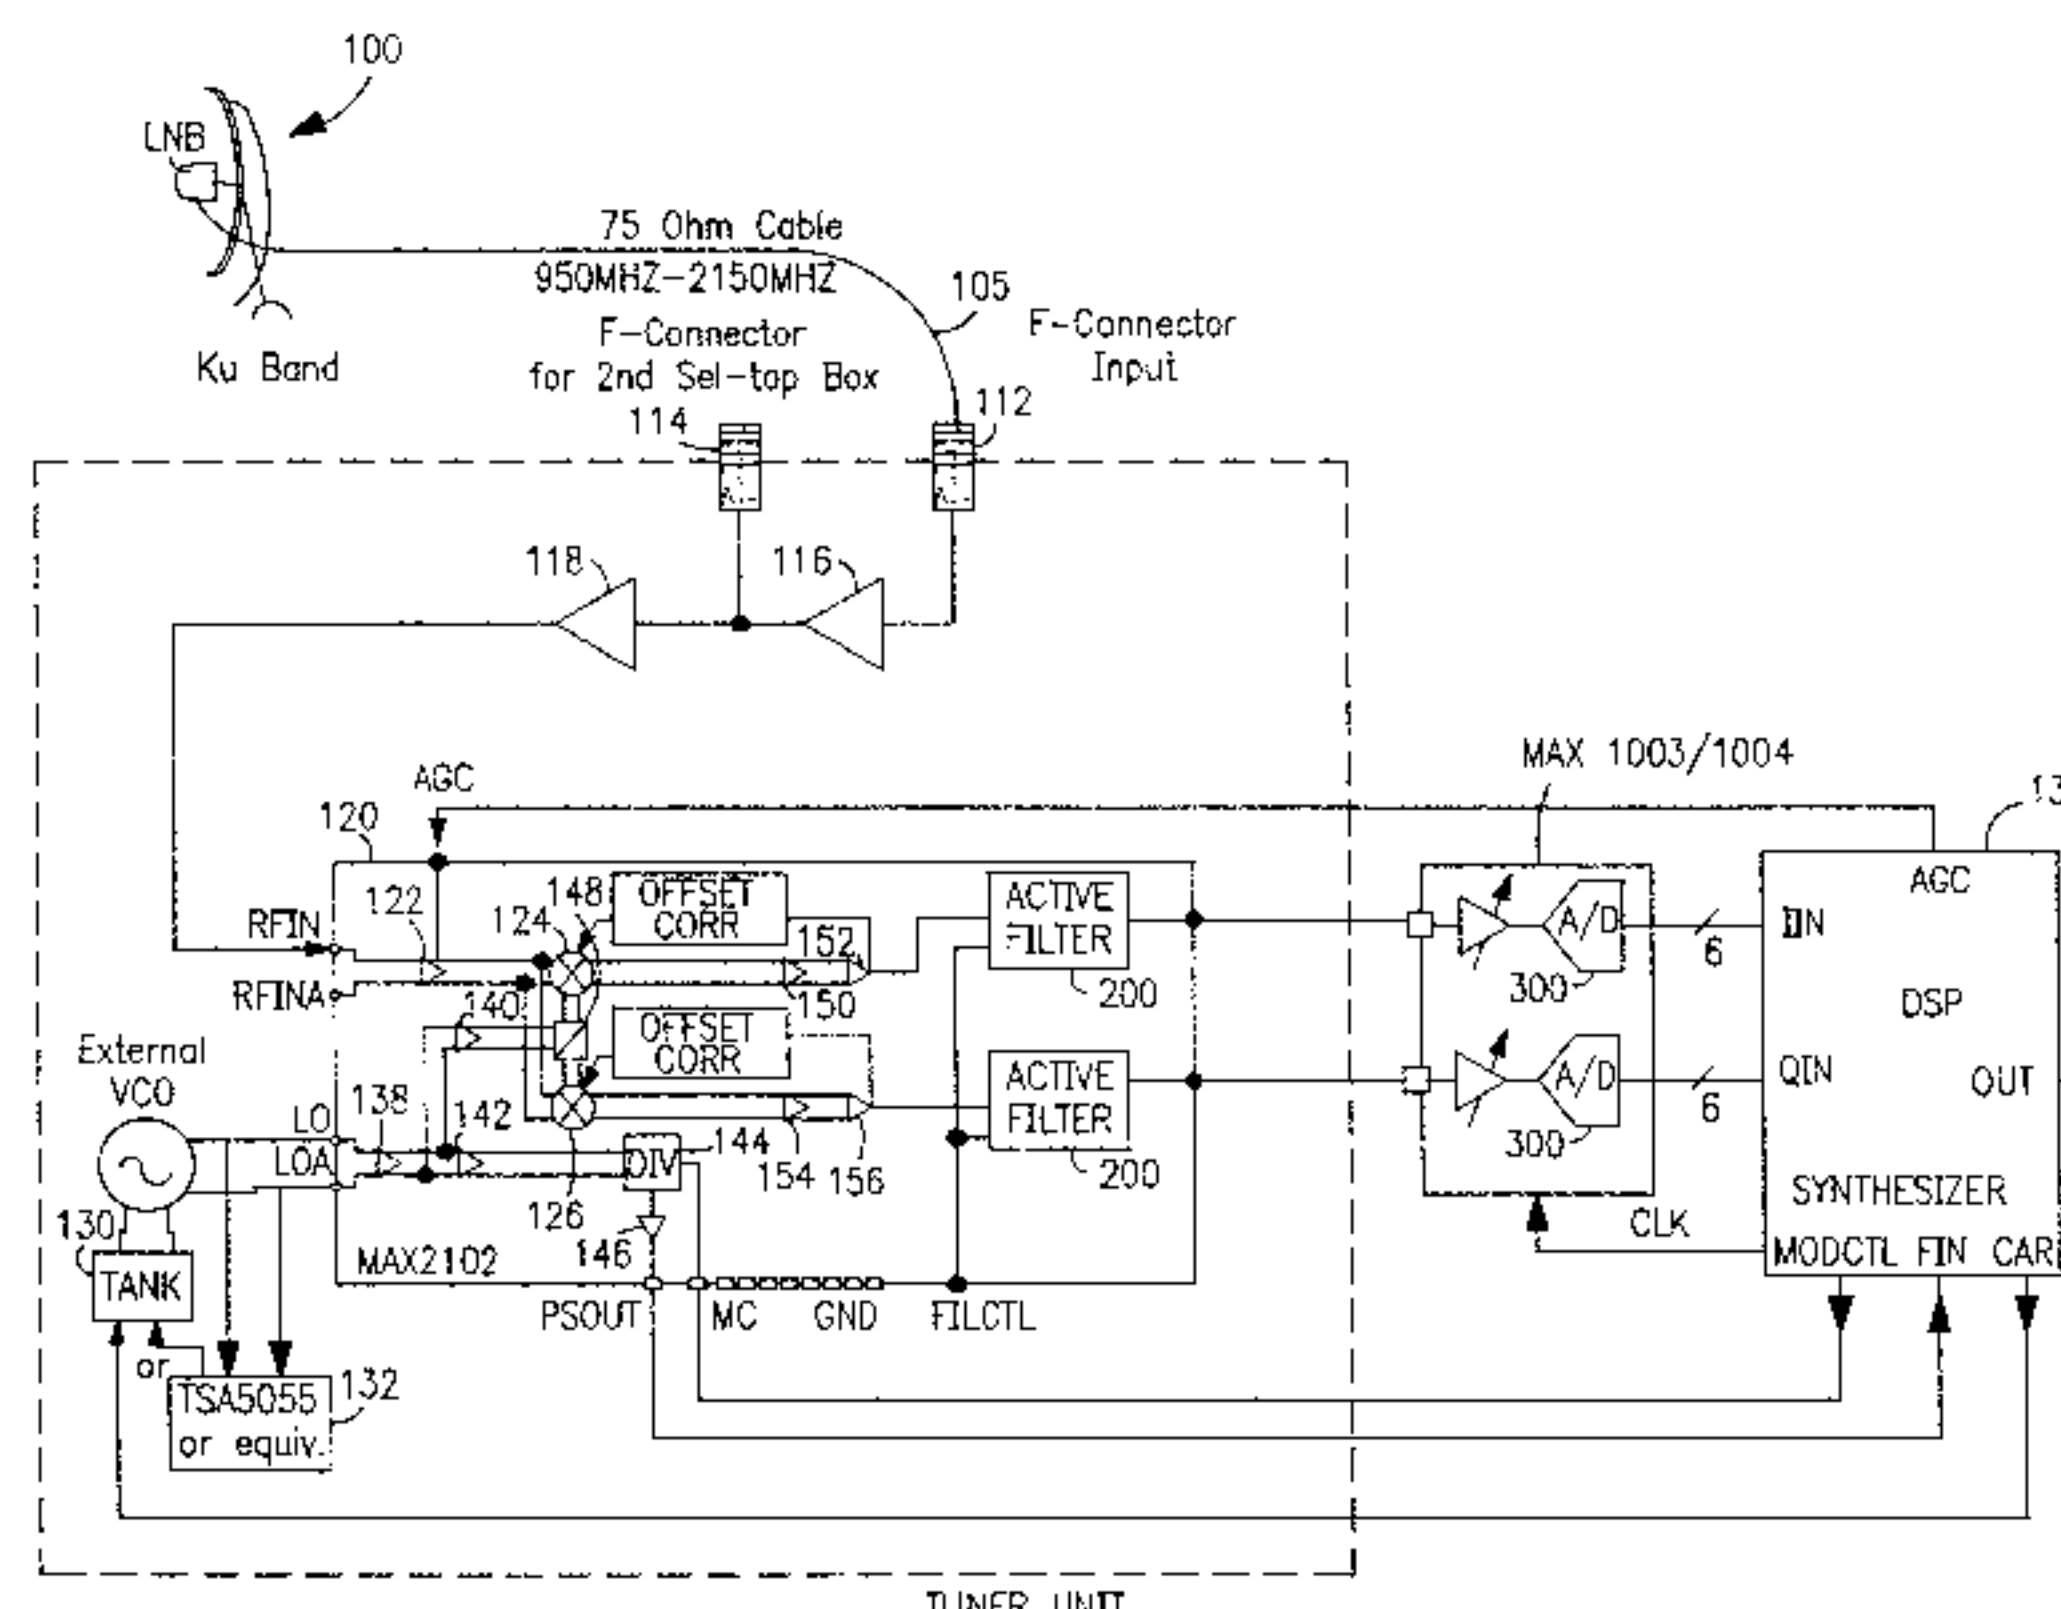 100
LNB
75 Ohm Cable
950MHZ-2150MHZ
105
F-Connector
for 2nd Sel-top Box
F-Connector
Input
Ku Band
114
112
118
116
MAX 1003/1004
AGC
120
13
AGC
122
148
124
OFFSET
CORR
ACTIVE
FILTER
RFIN
152
A/D
6
IIN
RFINA
140
150
200
300
DSP
External
VCO
OFFSET
CORR
ACTIVE
FILTER
A/D
6
QIN
OUT
LO
138
142
LOA
DIV
144
154
156
200
300
130
126
146
SYNTHESIZER
CLK
TANK
MAX2102
MODCTL FIN CAR
PSOUT
MC
GND
FILCTL
or
TSA5055
or equiv.
132
TUNER UNIT